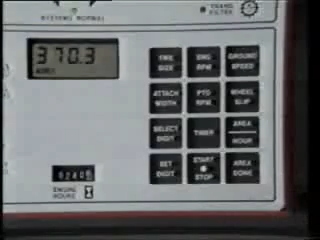 SYSTEMS NORMAL
TRANS
FILTER
370.3
TIRE
SIZE
ENG
RPM
GROUND
SPEED
ATTACH
WIDTH
PTO
RPM
WHEEL
SLIP
SELECT
DIGIT
TIMER
AREA
HOUR
SET
DIGIT
START
STOP
AREA
DONE
ENGINE
HOURS